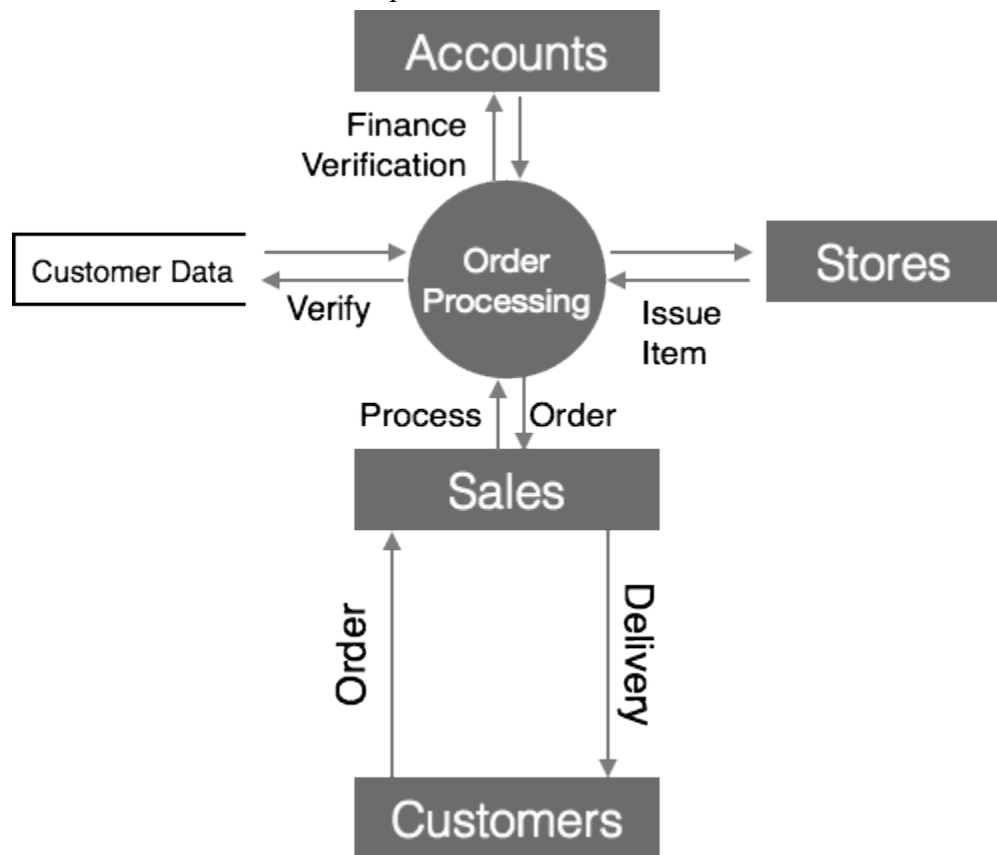 Accounts
Finance
Verification
Customer Data
Order
Processing
Stores
Verify
Issue
Item
Process
Order
Sales
Order
Delivery
Customers